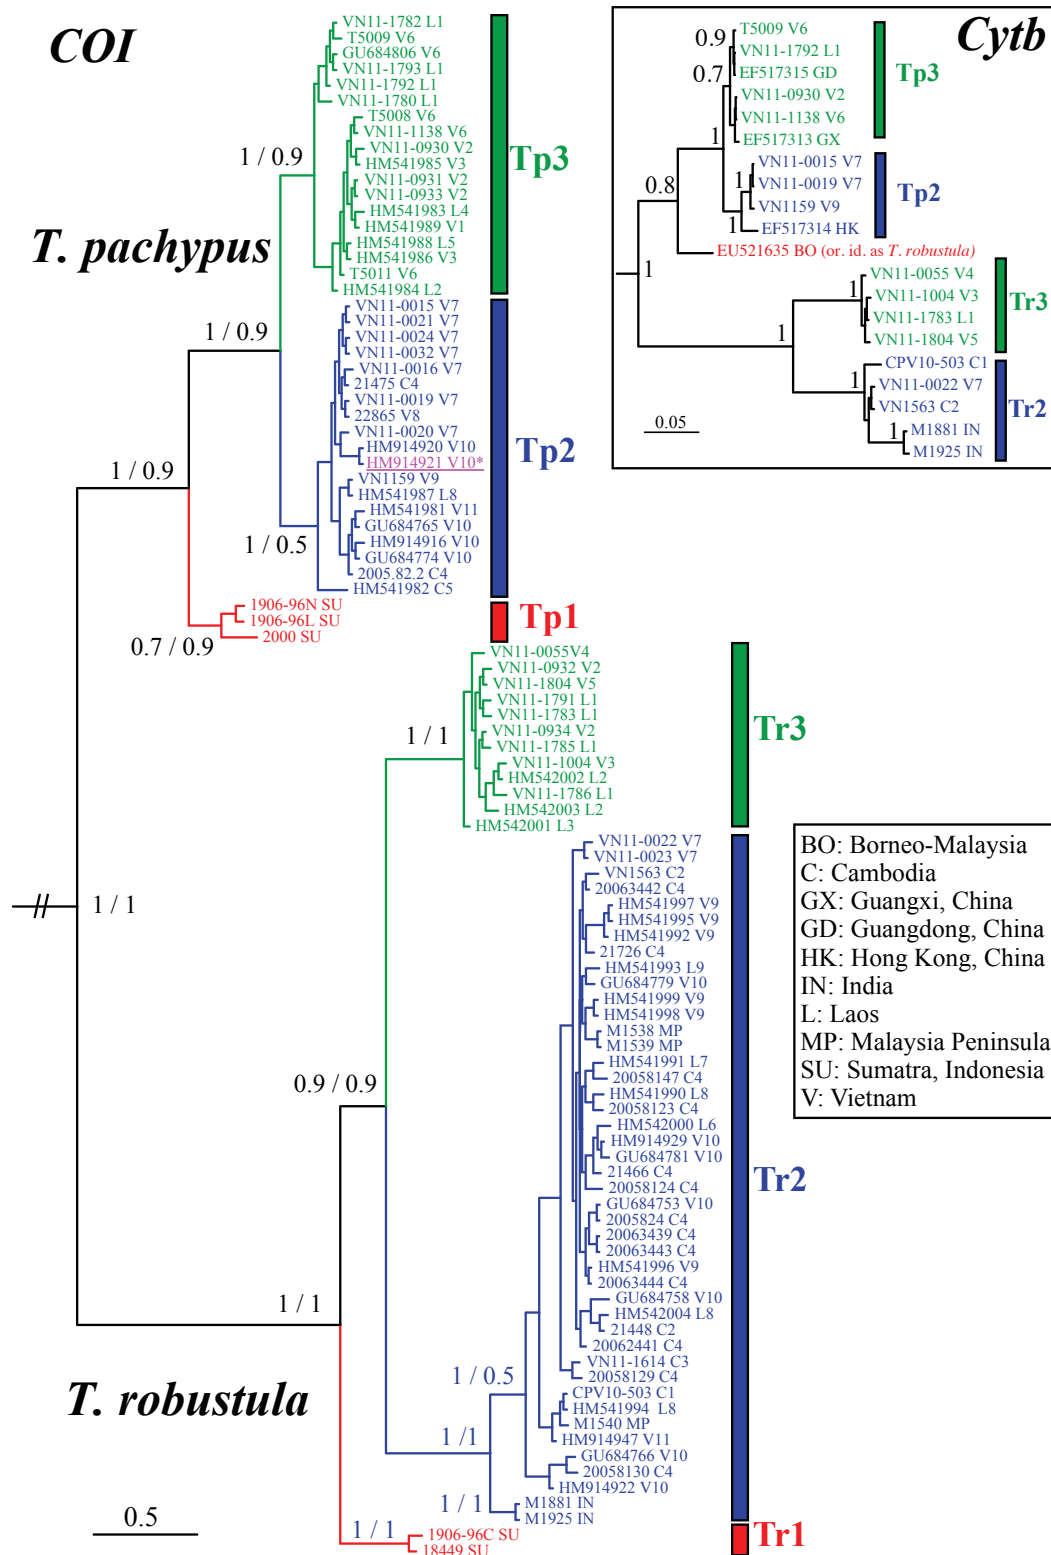 COI
VN11-1782 L1
T5009 V6
GU684806 V6
VN11-1793 L1
VN11-1792 L1
VN11-1780 L1
T5008 V6
VN11-1138 V6
VN11-0930 V2
HM541985 V3
VN11-0931 V2
VN11-0933 V2
HM541983 L4
HM541989 V1
HM541988 L5
HM541986 V3
T5011 V6
HM541984 L2
1 / 0.9
Tp3
T. pachypus
1 / 0.9
VN11-0015 V7
VN11-0021 V7
VN11-0024 V7
VN11-0032 V7
VN11-0016 V7
21475 C4
VN11-0019 V7
22865 V8
VN11-0020 V7
HM914920 V10
HM914921 V10*
VN1159 V9
HM541987 L8
HM541981 V11
GU684765 V10
HM914916 V10
GU684774 V10
2005.82.2 C4
HM541982 C5
1 / 0.9
1 / 0.5
Tp2
1906-96N SU
1906-96L SU
2000 SU
0.7 / 0.9
Tp1
VN11-0055V4
VN11-0932 V2
VN11-1804 V5
VN11-1791 L1
VN11-1783 L1
VN11-0934 V2
VN11-1785 L1
VN11-1004 V3
HM542002 L2
VN11-1786 L1
HM542003 L2
HM542001 L3
1 / 1
Tr3
1 / 1
0.9 / 0.9
VN11-0022 V7
VN11-0023 V7
VN1563 C2
20063442 C4
HM541997 V9
HM541995 V9
HM541992 V9
21726 C4
HM541993 L9
GU684779 V10
HM541999 V9
HM541998 V9
M1538 MP
M1539 MP
HM541991 L7
20058147 C4
HM541990 L8
20058123 C4
HM542000 L6
HM914929 V10
GU684781 V10
21466 C4
20058124 C4
GU684753 V10
2005824 C4
20063439 C4
20063443 C4
HM541996 V9
20063444 C4
GU684758 V10
HM542004 L8
21448 C2
20062441 C4
VN11-1614 C3
20058129 C4
CPV10-503 C1
HM541994 L8
M1540 MP
HM914947 V11
GU684766 V10
20058130 C4
HM914922 V10
M1881 IN
M1925 IN
Tr2
1 / 1
1 / 0.5
1 /1
1 / 1
T. robustula
1 / 1
1906-96C SU
18449 SU
Tr1
0.5
Cytb
T5009 V6
VN11-1792 L1
EF517315 GD
VN11-0930 V2
VN11-1138 V6
EF517313 GX
0.9
0.7
1
Tp3
VN11-0015 V7
VN11-0019 V7
VN1159 V9
EF517314 HK
1
1
Tp2
0.8
EU521635 BO (or. id. as T. robustula)
1
VN11-0055 V4
VN11-1004 V3
VN11-1783 L1
VN11-1804 V5
1
Tr3
1
CPV10-503 C1
VN11-0022 V7
VN1563 C2
M1881 IN
M1925 IN
1
1
Tr2
0.05
BO: Borneo-Malaysia
C: Cambodia
GX: Guangxi, China
GD: Guangdong, China
HK: Hong Kong, China
IN: India
L: Laos
MP: Malaysia Peninsula
SU: Sumatra, Indonesia
V: Vietnam